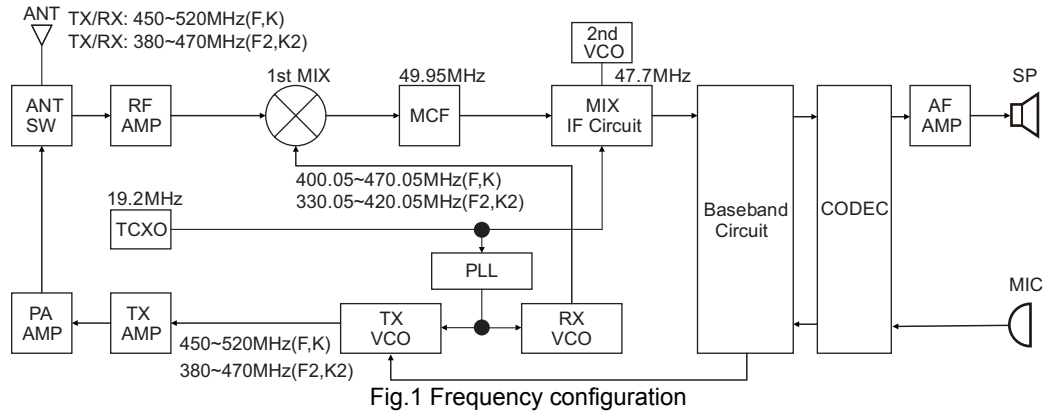 ANT
TX/RX: 450~520MHz(F,K)
TX/RX: 380~470MHz(F2,K2)
ANT
SW
RF
AMP
1st MIX
49.95MHz
MCF
2nd
VCO
47.7MHz
MIX
IF Circuit
Baseband
Circuit
CODEC
AF
AMP
SP
400.05~470.05MHz(F,K)
330.05~420.05MHz(F2,K2)
19.2MHz
TCXO
PLL
PA
AMP
TX
AMP
TX
VCO
RX
VCO
MIC
450~520MHz(F,K)
380~470MHz(F2,K2)
Fig.1 Frequency configuration